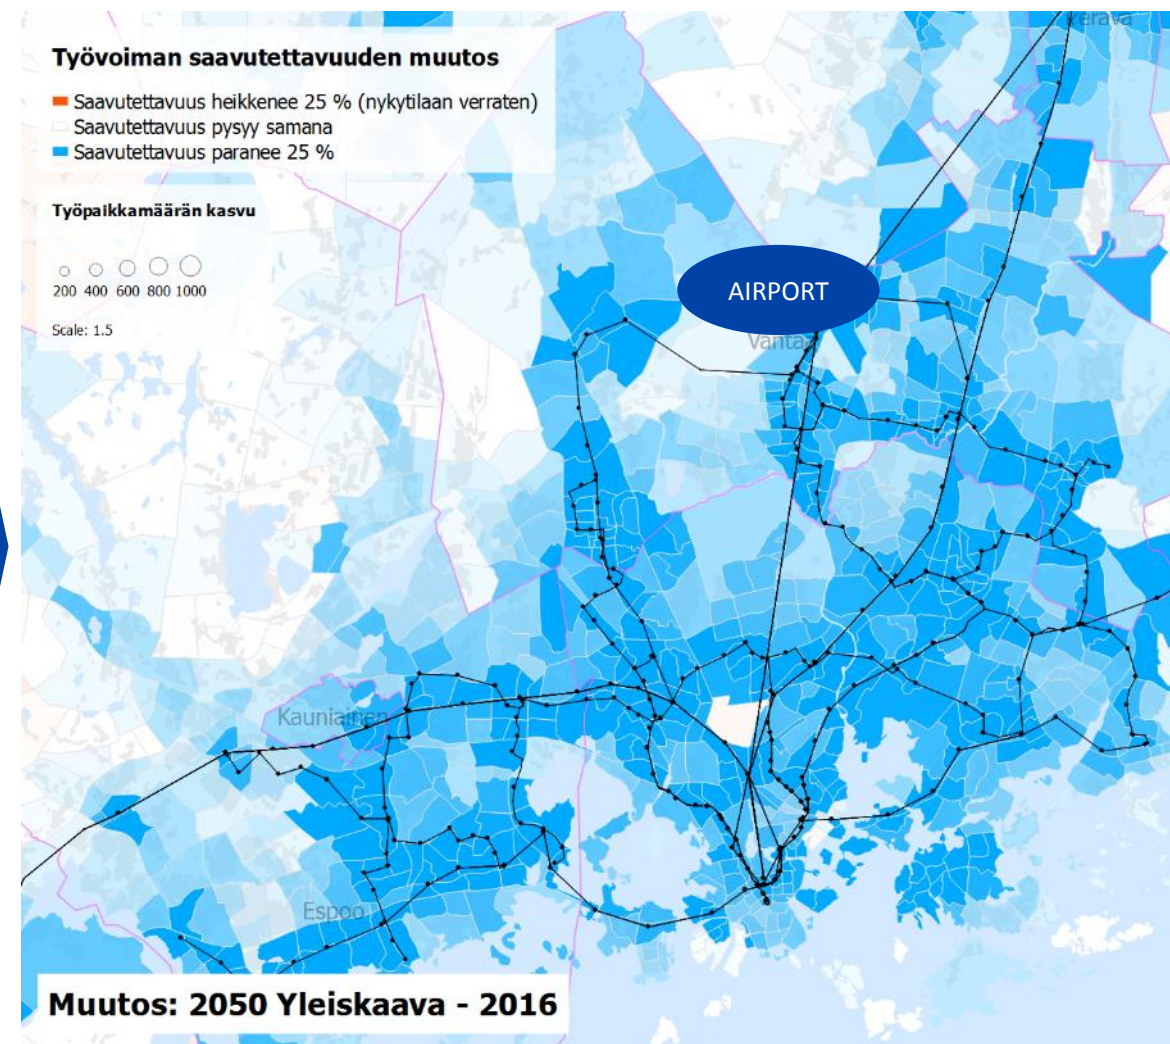 Työvoiman saavutettavuuden muutos
Saavutettavuus heikkenee 25 % (nykytilaan verraten)
Saavutettavuus pysyy samana
Saavutettavuus paranee 25 %
Työpaikkamäärän kasvu
200 400 600 800 1000
Scale: 1.5
Kerava
AIRPORT
Kauniainen
Espoo
Muutos: 2050 Yleiskaava - 2016